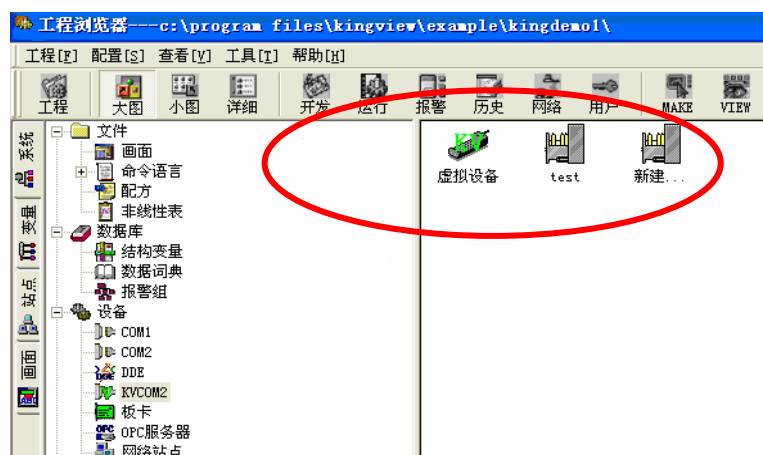 工程浏览器---c:\program files\kingview\example\kingdemo1\
工程[F] 配置[S] 查看[V] 工具[T] 帮助[H]
工程 大图 小图 详细 开发 运行 报警 历史 网络 用户 MAKE VIEW
系统
变量
站点
画面
文件
画面
命令语言
配方
非线性表
数据库
结构变量
数据词典
报警组
设备
COM1
COM2
DDE
KVCOM2
板卡
OPC服务器
网络站点
虚拟设备 test 新建...